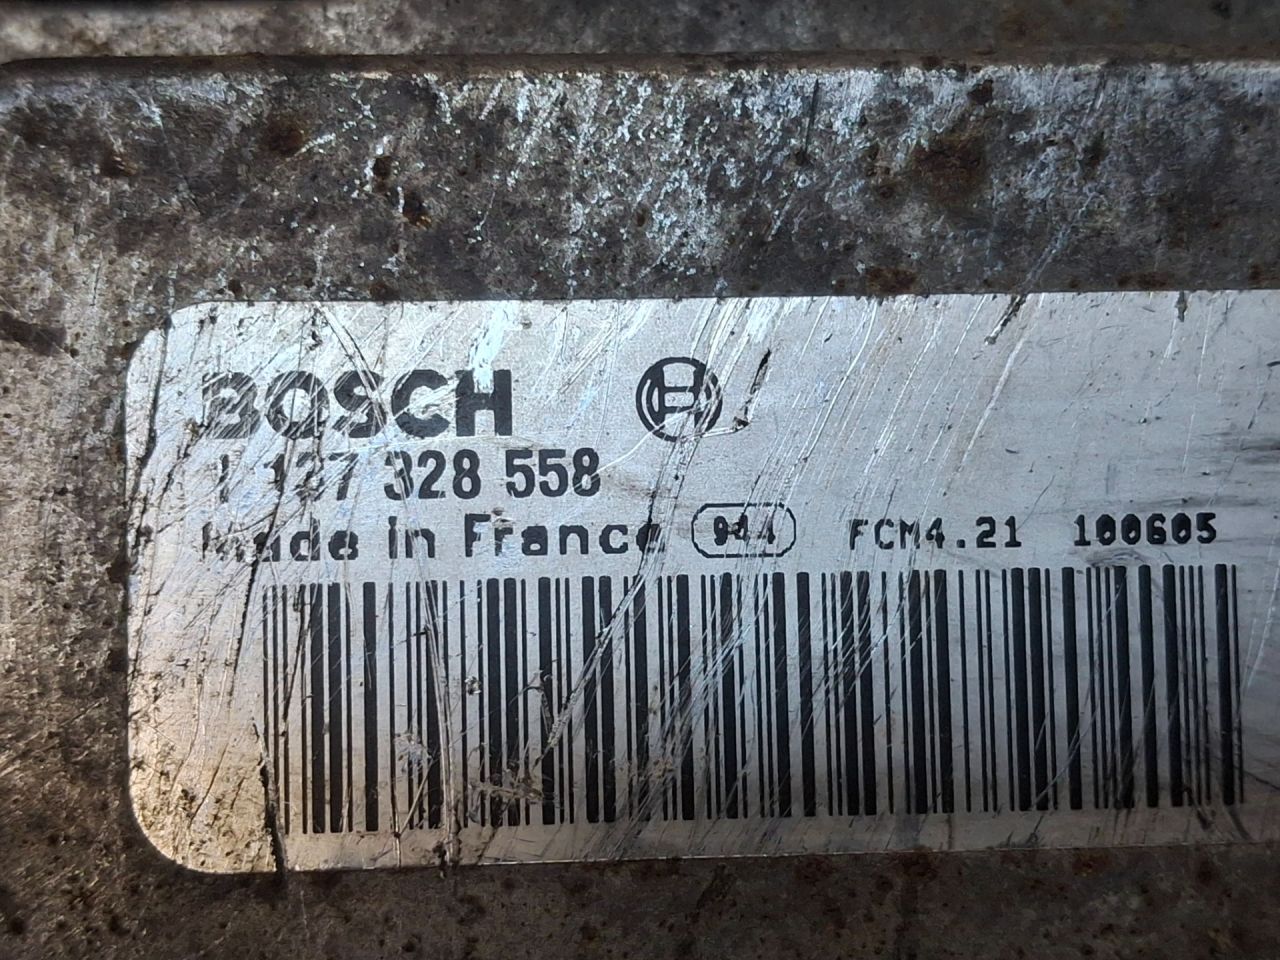 BOSCH
1 137 328 558
Made in France 944 FCM4.21 100605